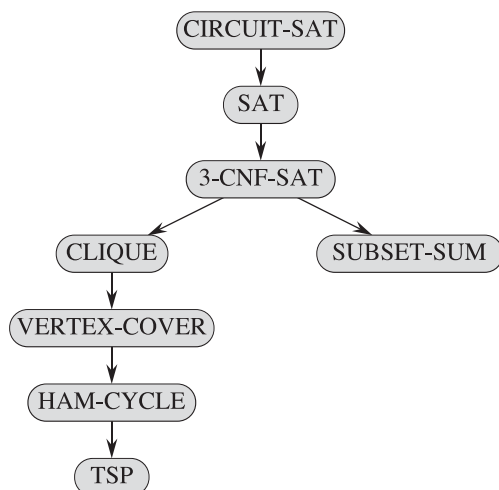 CIRCUIT-SAT
SAT
3-CNF-SAT
CLIQUE
SUBSET-SUM
VERTEX-COVER
HAM-CYCLE
TSP